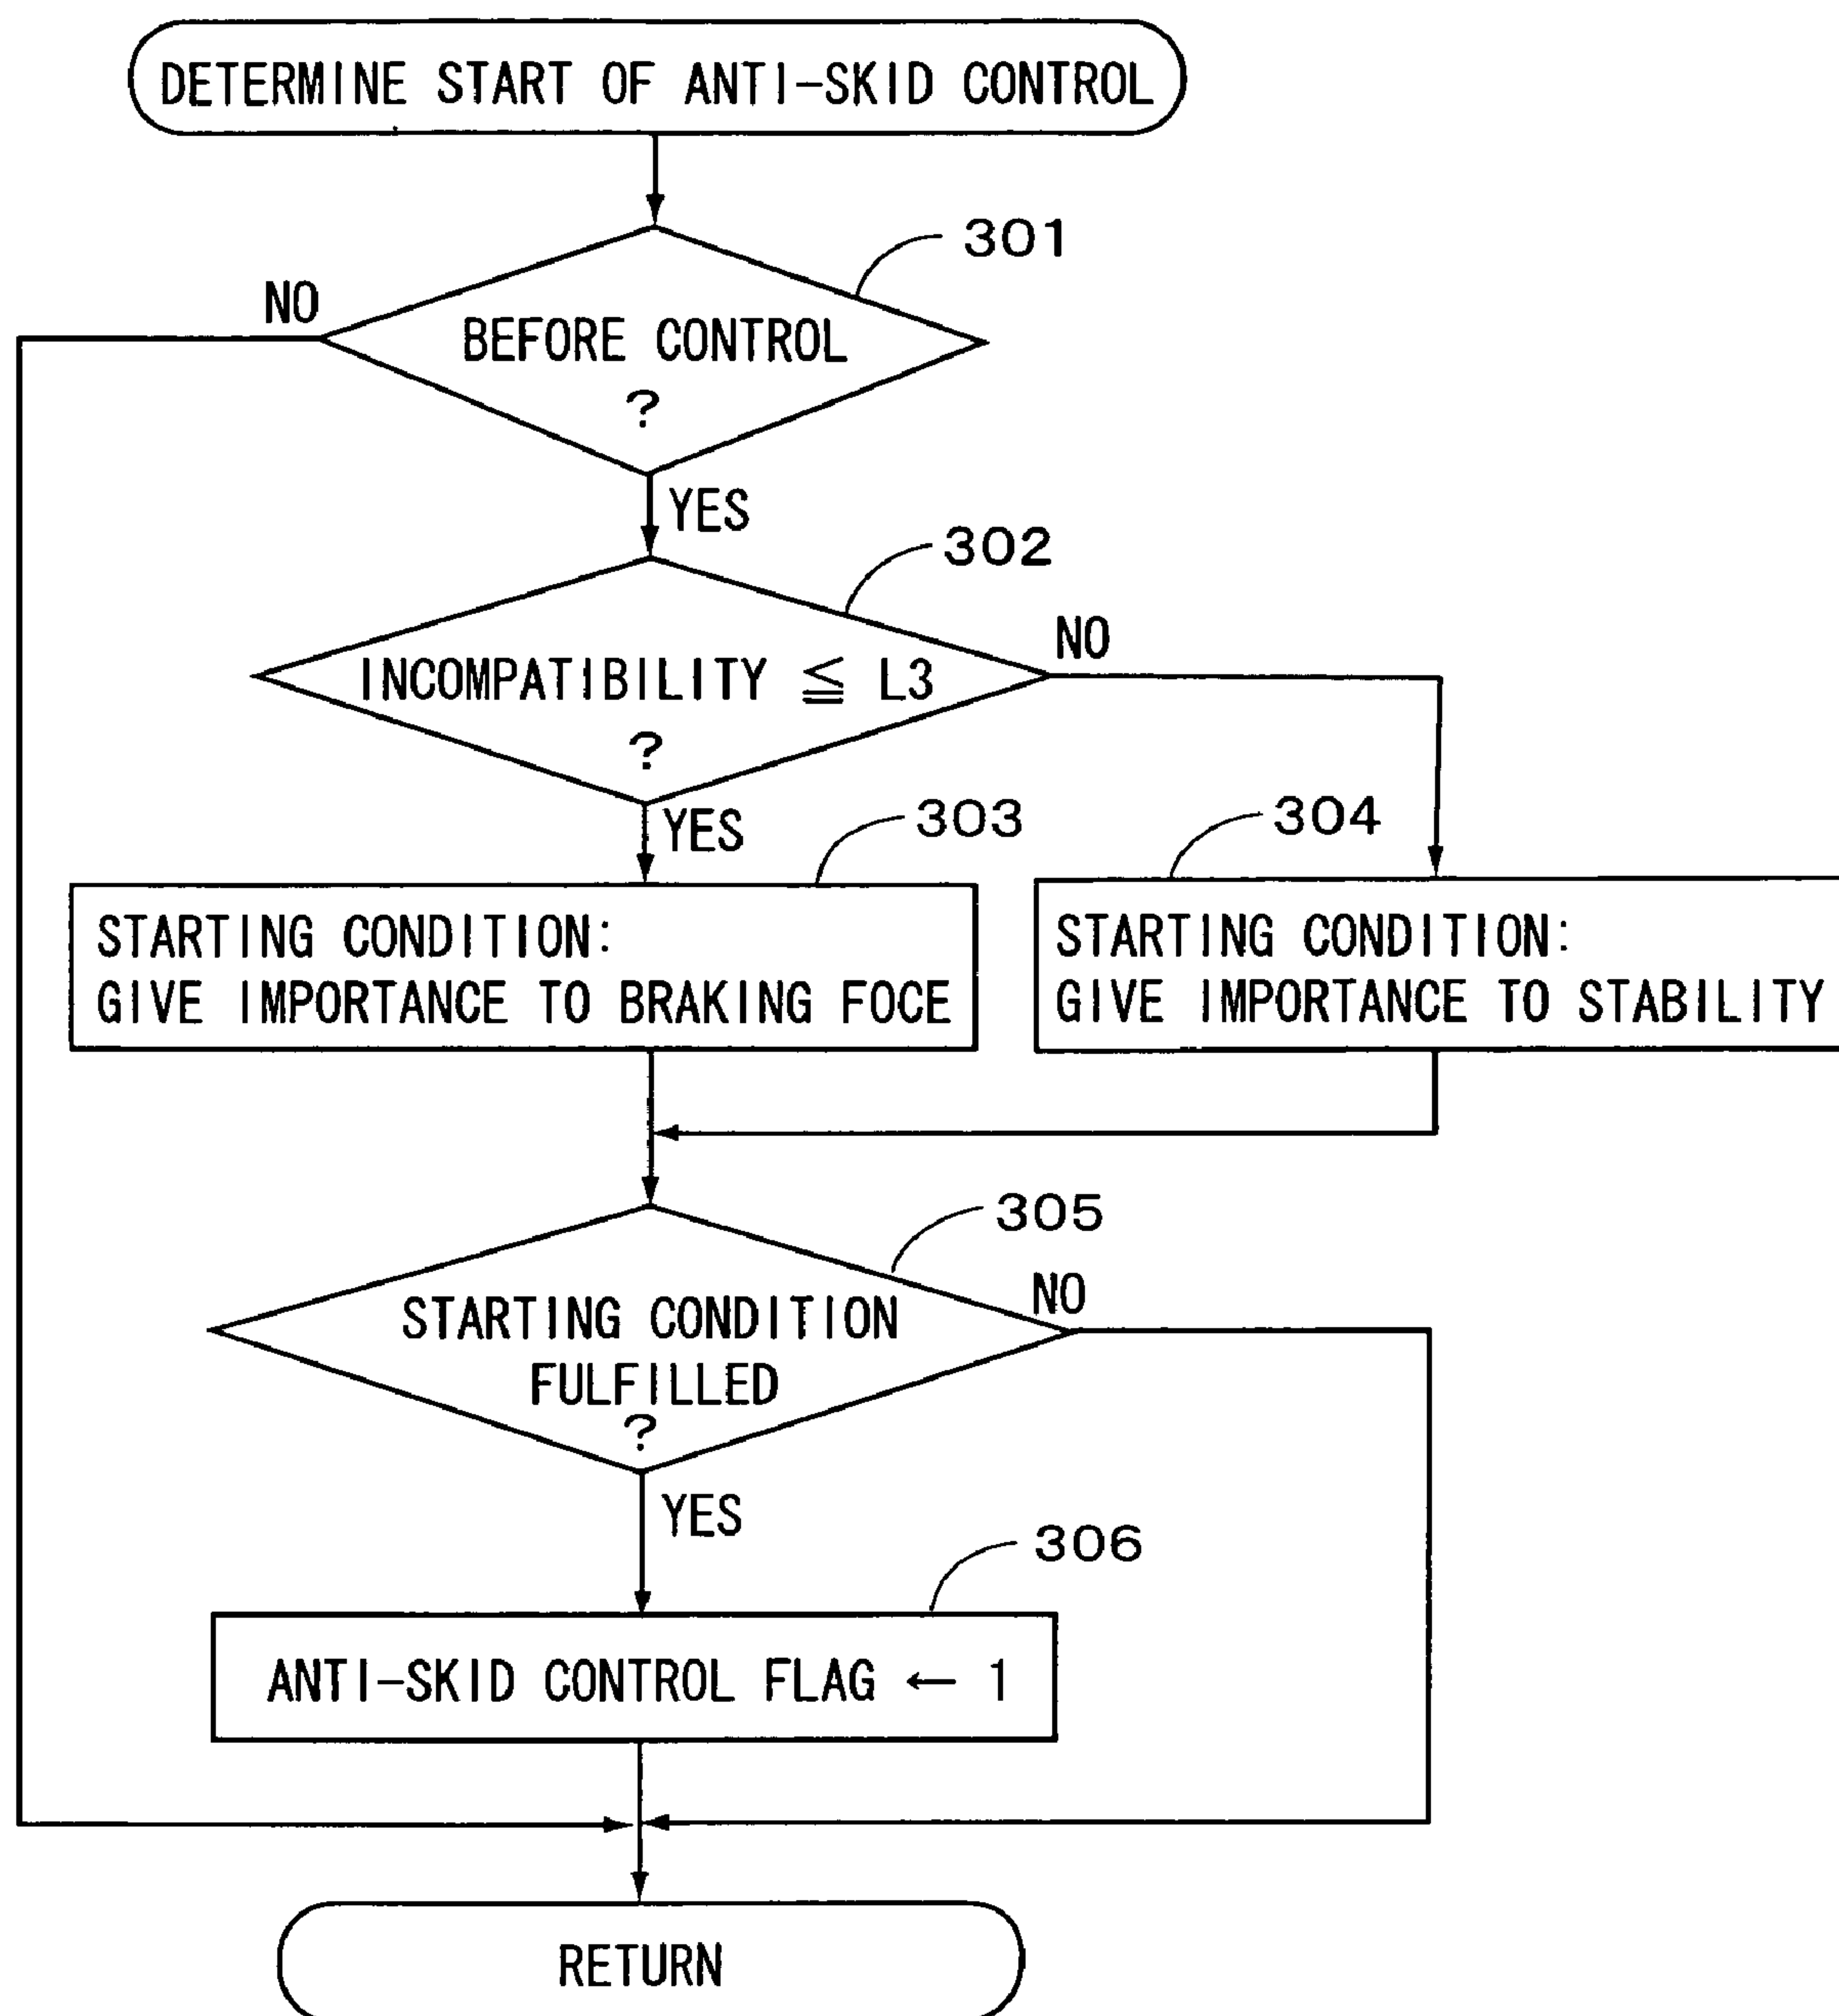 DETERMINE START OF ANTI-SKID CONTROL
301
NO
BEFORE CONTROL
?
YES
302
NO
INCOMPATIBILITY ≦ L3
?
YES
303
304
STARTING CONDITION:
GIVE IMPORTANCE TO BRAKING FOCE
STARTING CONDITION:
GIVE IMPORTANCE TO STABILITY
305
NO
STARTING CONDITION
FULFILLED
?
YES
306
ANTI-SKID CONTROL FLAG ← 1
RETURN